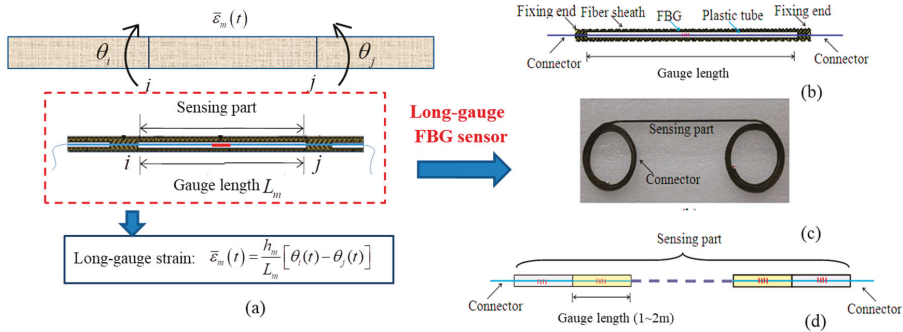 ε̄ₘ(t)
θᵢ
θⱼ
i
j
Sensing part
i
j
Gauge length Lₘ
Long-gauge
FBG sensor
Long-gauge strain: ε̄ₘ(t) = hₘ/Lₘ [θᵢ(t) − θⱼ(t)]
(a)
Fixing end
Fiber sheath
FBG
Plastic tube
Fixing end
Connector
Connector
Gauge length
(b)
Sensing part
Connector
(c)
Sensing part
Connector
Connector
Gauge length (1~2m)
(d)